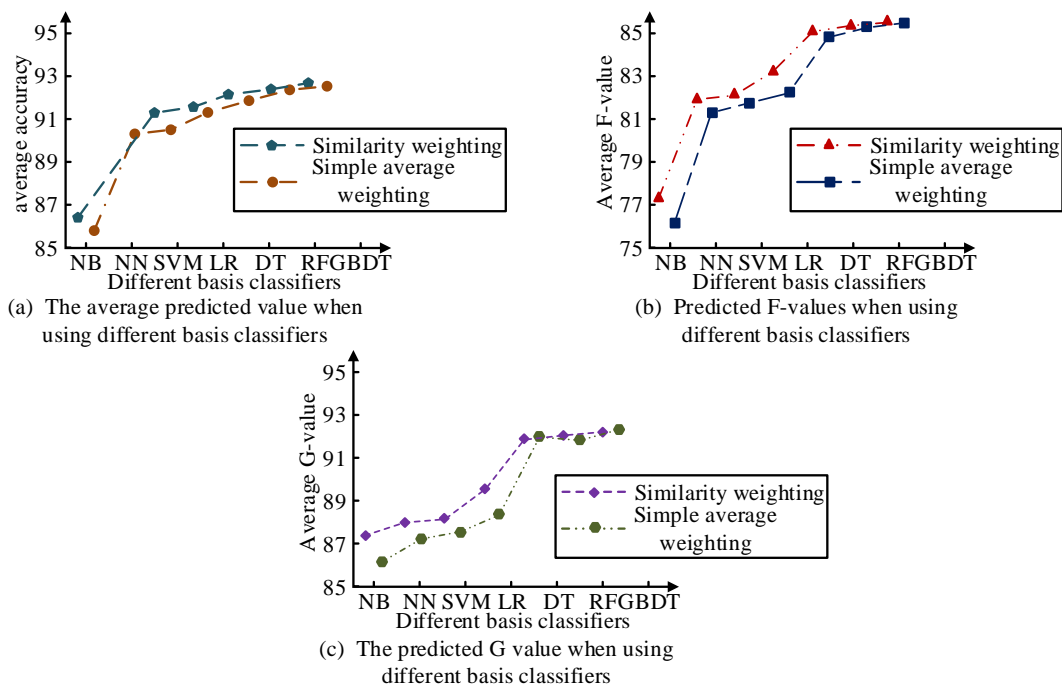 95
93
91
89
87
85
average accuracy
Similarity weighting
Simple average
weighting
NB NN SVM LR DT RFGBDT
Different basis classifiers
(a) The average predicted value when
using different basis classifiers
85
83
81
79
77
75
Average F-value
Similarity weighting
Simple average
weighting
NB NN SVM LR DT RFGBDT
Different basis classifiers
(b) Predicted F-values when using
different basis classifiers
95
93
91
89
87
85
Average G-value
Similarity weighting
Simple average
weighting
NB NN SVM LR DT RFGBDT
Different basis classifiers
(c) The predicted G value when using
different basis classifiers